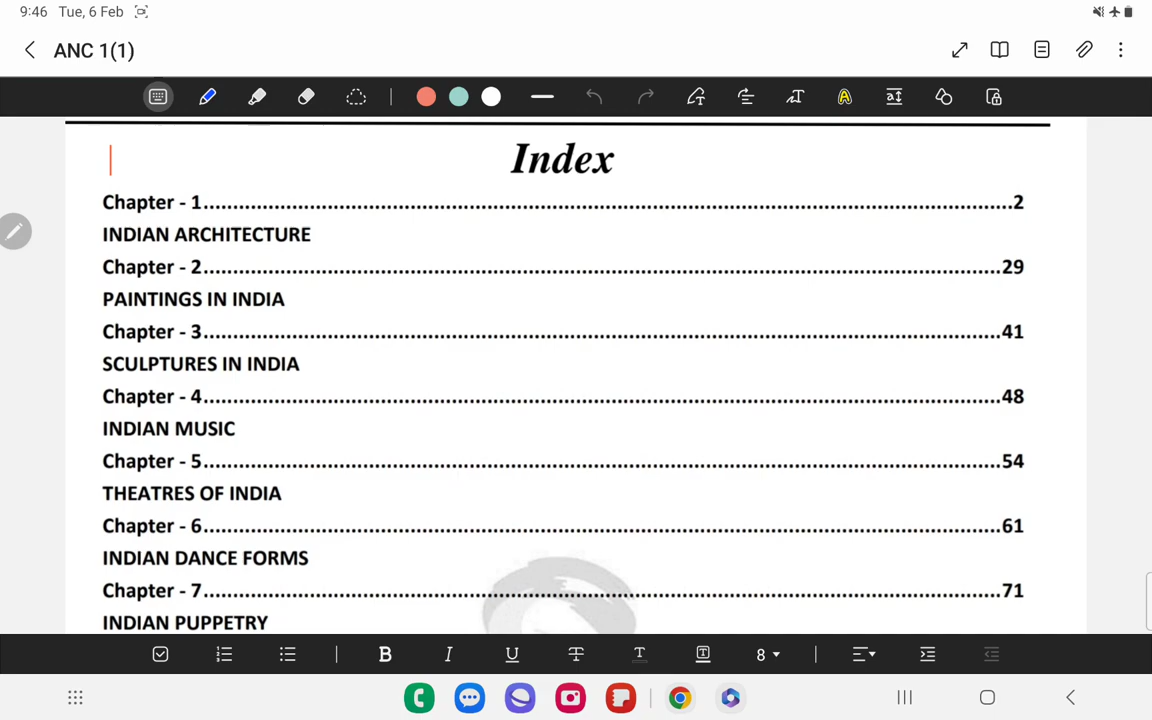 9:46 Tue, 6 Feb
ANC 1(1)
Index
Chapter - 1..........2
INDIAN ARCHITECTURE
Chapter - 2..........29
PAINTINGS IN INDIA
Chapter - 3..........41
SCULPTURES IN INDIA
Chapter - 4..........48
INDIAN MUSIC
Chapter - 5..........54
THEATRES OF INDIA
Chapter - 6..........61
INDIAN DANCE FORMS
Chapter - 7..........71
INDIAN PUPPETRY
B I U T T T 8